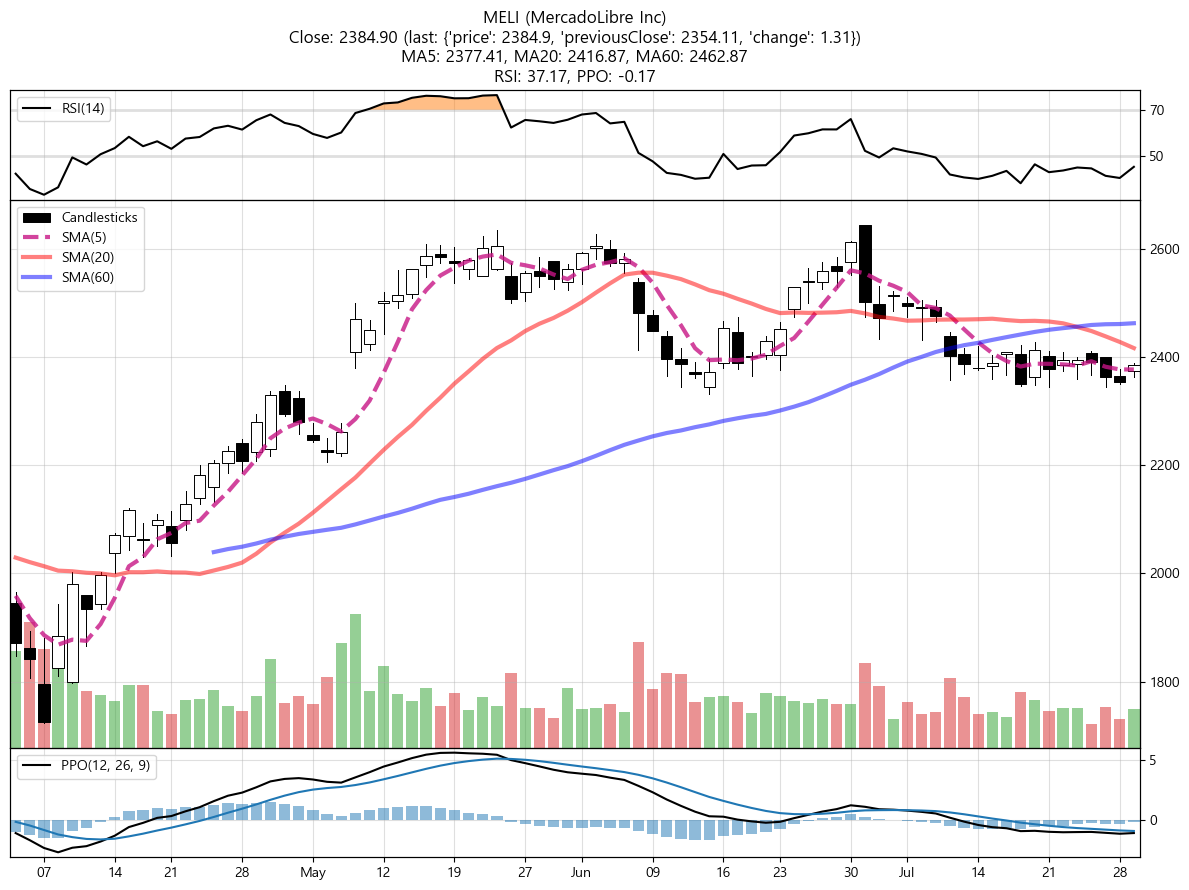 MELI (MercadoLibre Inc)
Close: 2384.90 (last: {'price': 2384.9, 'previousClose': 2354.11, 'change': 1.31})
MA5: 2377.41, MA20: 2416.87, MA60: 2462.87
RSI: 37.17, PPO: -0.17
RSI(14)
70
50
Candlesticks
SMA(5)
SMA(20)
SMA(60)
2600
2400
2200
2000
1800
PPO(12, 26, 9)
5
0
07 14 21 28 May 12 19 27 Jun 09 16 23 30 Jul 14 21 28